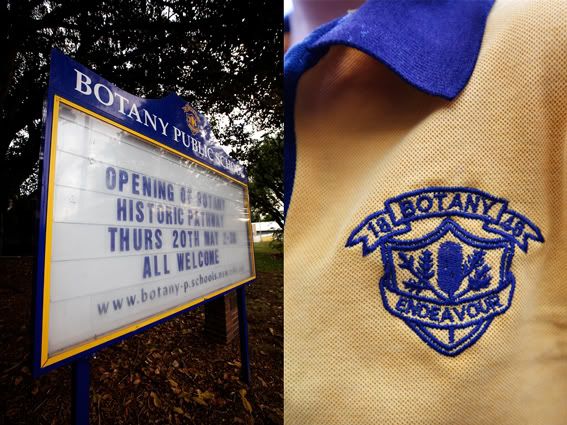 BOTANY PUBLIC SCHOOL
OPENING OF BOTANY
HISTORIC PATHWAY
THURS 20TH MAY
ALL WELCOME
www.botany-p.schools.nsw.edu.au
18 BOTANY 48
ENDEAVOUR